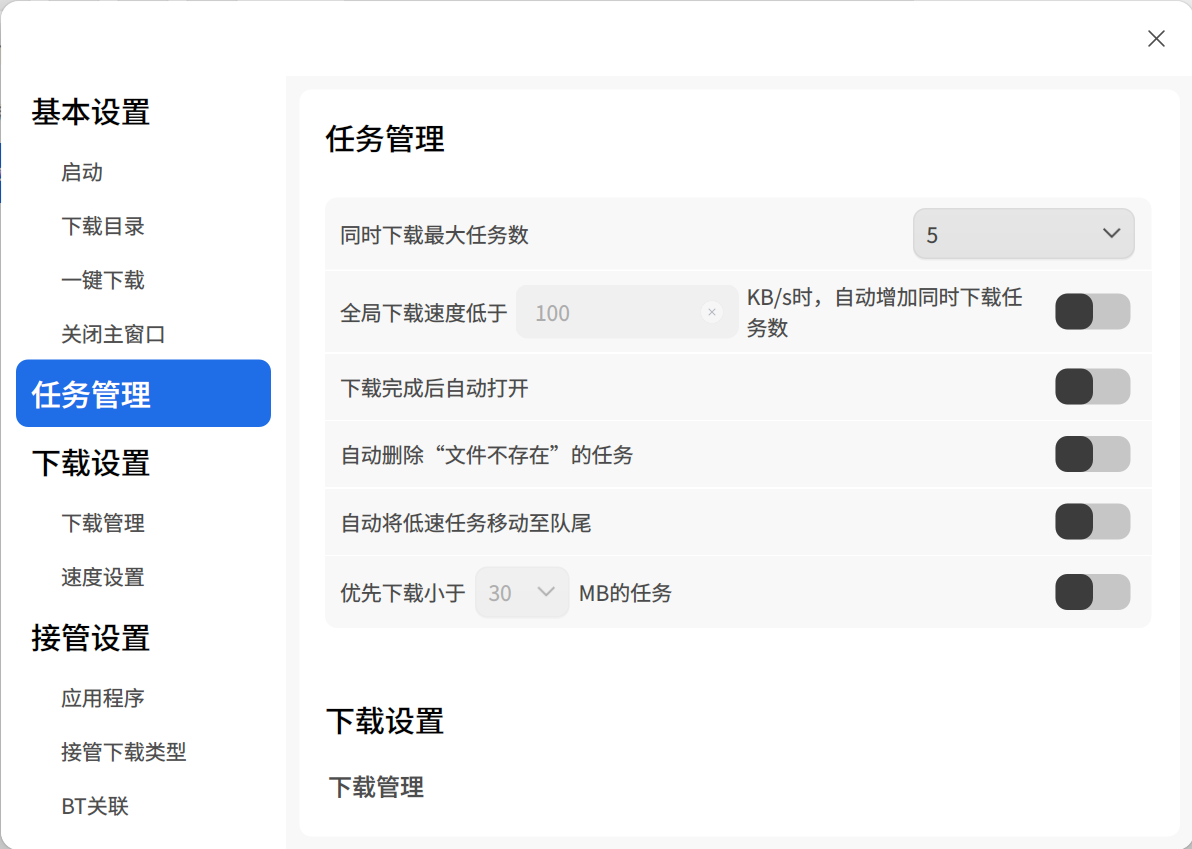 基本设置
启动
下载目录
一键下载
关闭主窗口
任务管理
下载设置
下载管理
速度设置
接管设置
应用程序
接管下载类型
BT关联
任务管理
同时下载最大任务数 5
全局下载速度低于 100 KB/s时，自动增加同时下载任
务数
下载完成后自动打开
自动删除“文件不存在”的任务
自动将低速任务移动至队尾
优先下载小于 30 MB的任务
下载设置
下载管理